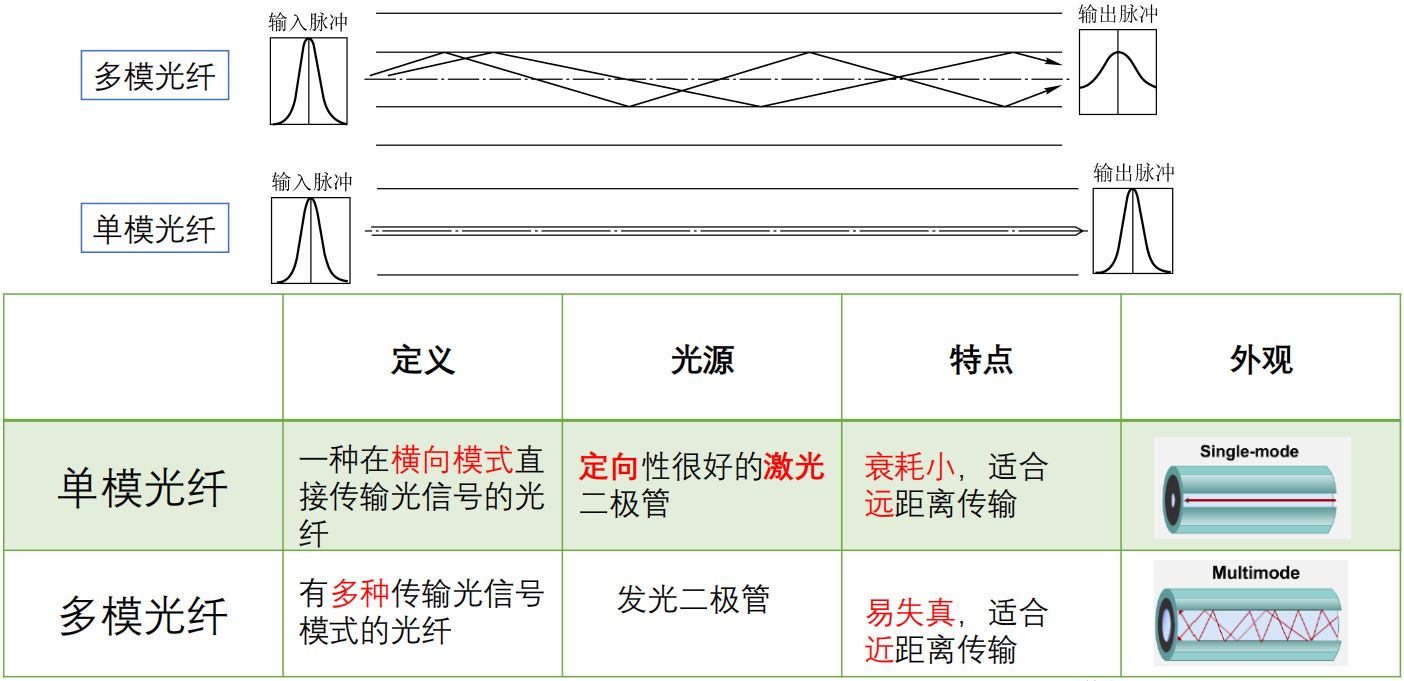 输入脉冲
输出脉冲
多模光纤
输入脉冲
输出脉冲
单模光纤
定义
光源
特点
外观
单模光纤
一种在横向模式直
接传输光信号的光
纤
定向性很好的激光
二极管
衰耗小，适合
远距离传输
Single-mode
多模光纤
有多种传输光信号
模式的光纤
发光二极管
易失真，适合
近距离传输
Multimode